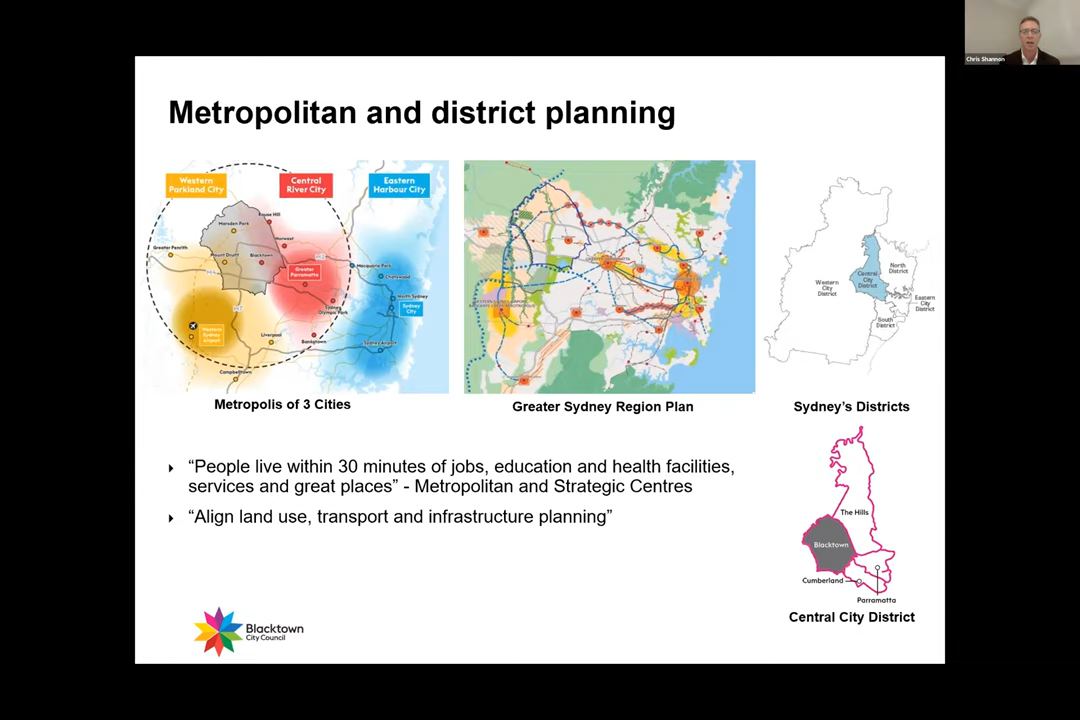 Chris Shannon
Metropolitan and district planning
Western
Parkland City
Central
River City
Eastern
Harbour City
Rouse Hill
Marsden Park
Norwest
Greater Penrith
Mount Druitt
Blacktown
Greater
Parramatta
Macquarie Park
Chatswood
North Sydney
Sydney
City
Sydney
Olympic Park
Western
Sydney
Airport
Liverpool
Bankstown
Sydney Airport
Campbelltown
Metropolis of 3 Cities
Greater Sydney Region Plan
Western
City
District
Central
City
District
North
District
Eastern
City
District
South
District
Sydney's Districts
“People live within 30 minutes of jobs, education and health facilities,
services and great places” - Metropolitan and Strategic Centres
“Align land use, transport and infrastructure planning”
The Hills
Blacktown
Cumberland
Parramatta
Central City District
Blacktown
City Council